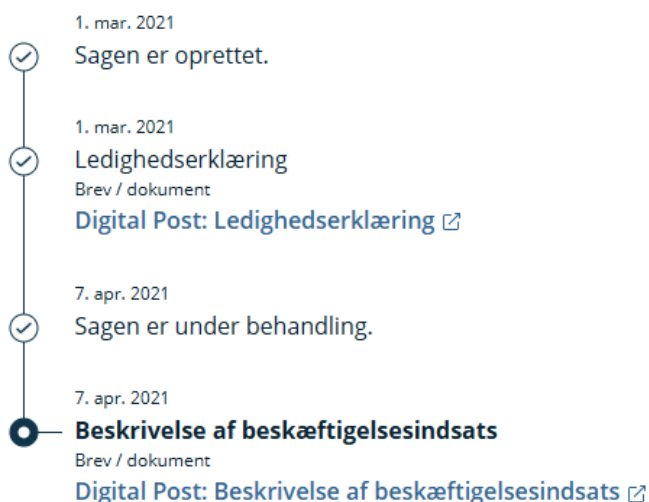 1. mar. 2021
Sagen er oprettet.
1. mar. 2021
Ledighedserklæring
Brev / dokument
Digital Post: Ledighedserklæring
7. apr. 2021
Sagen er under behandling.
7. apr. 2021
Beskrivelse af beskæftigelsesindsats
Brev / dokument
Digital Post: Beskrivelse af beskæftigelsesindsats